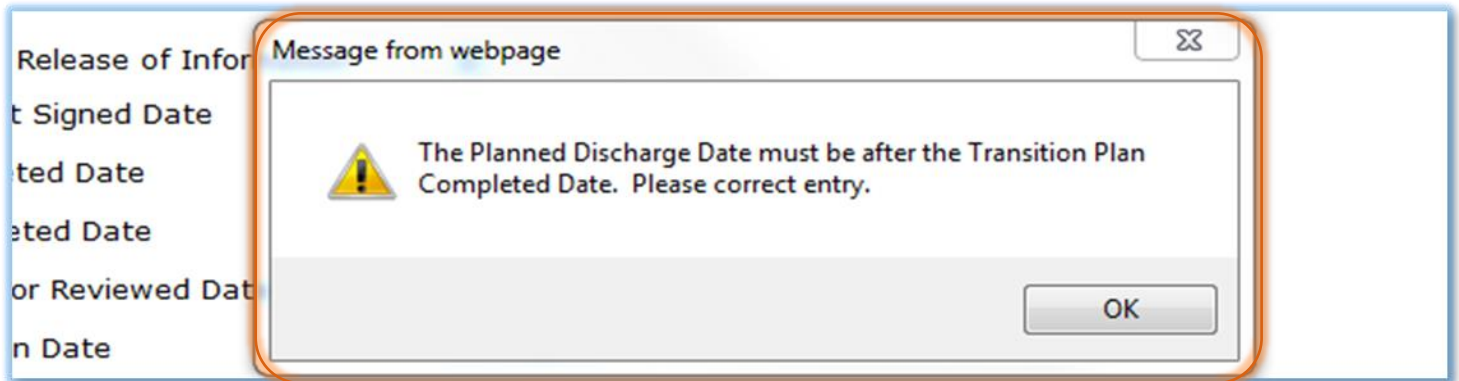 Message from webpage
Release of Infor
t Signed Date
ted Date
eted Date
or Reviewed Dat
n Date
The Planned Discharge Date must be after the Transition Plan
Completed Date.  Please correct entry.
OK